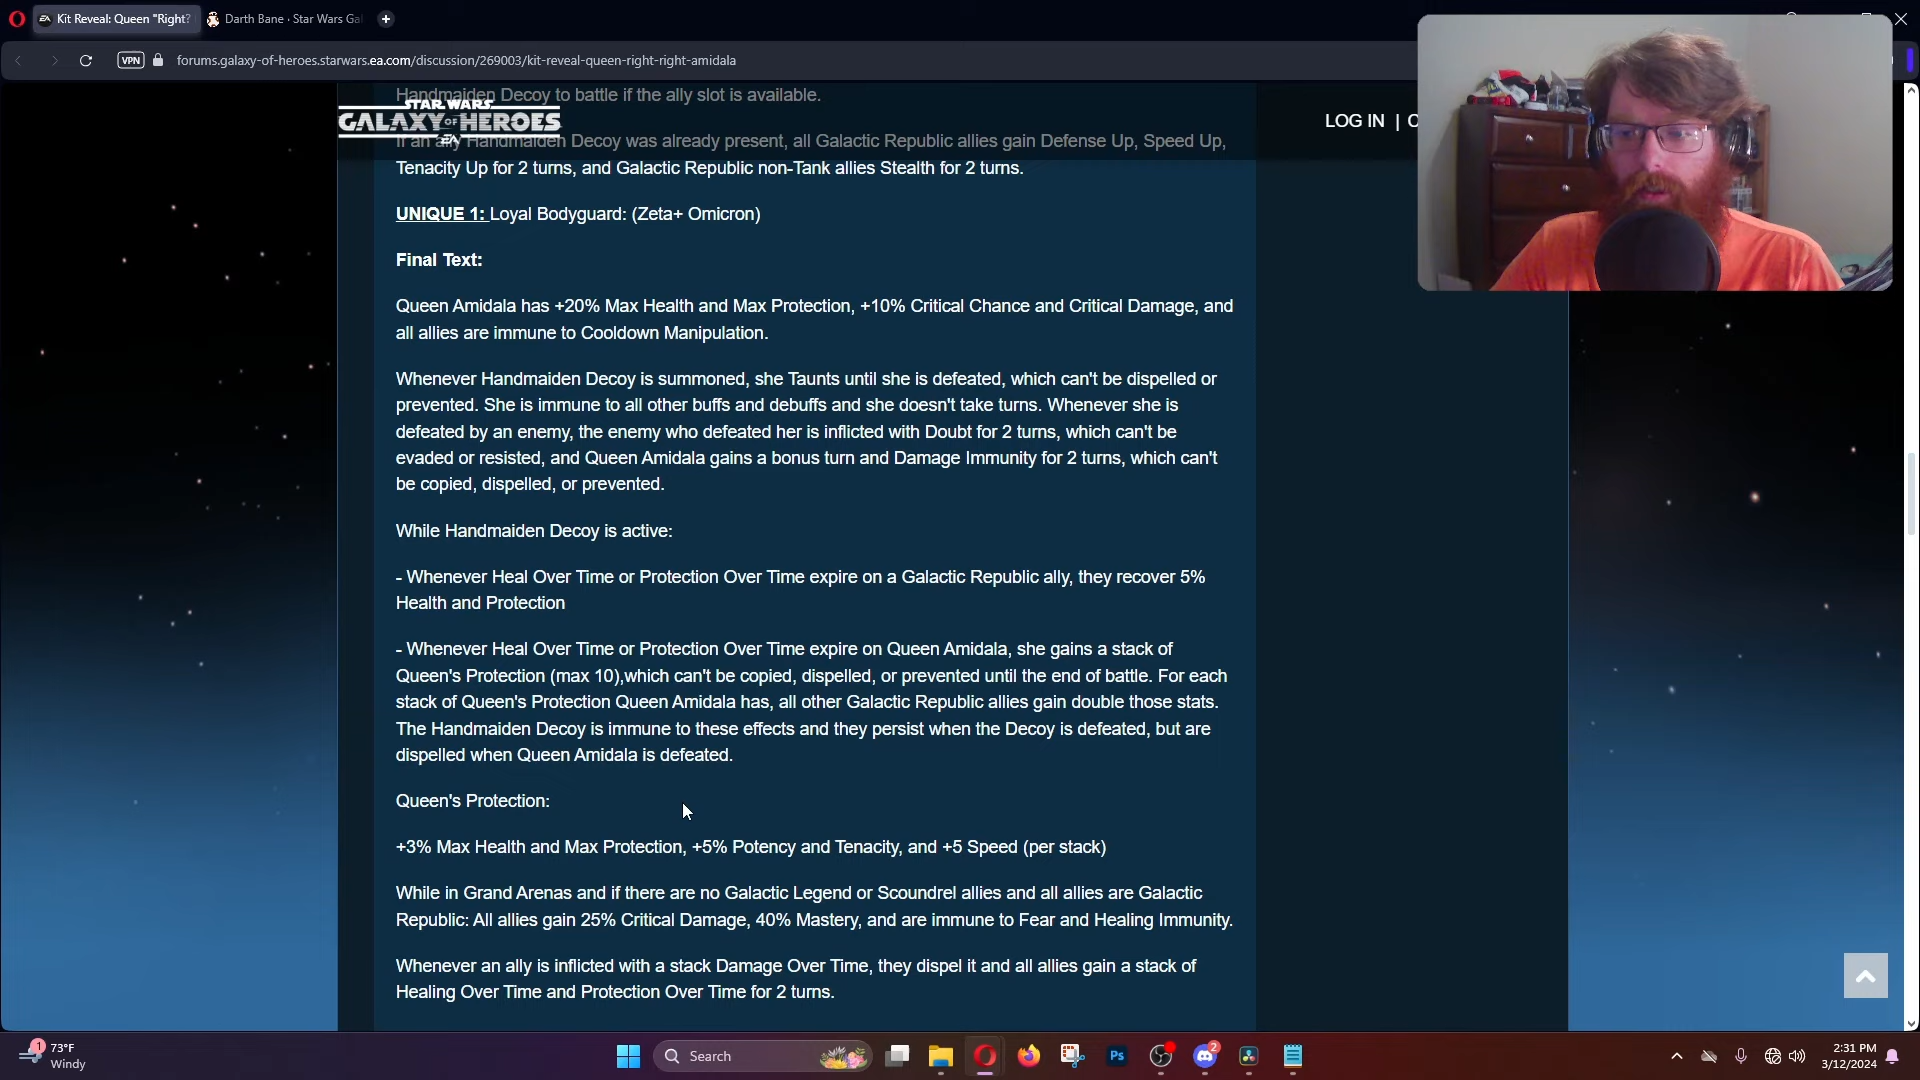 Kit Reveal: Queen "Right?
Darth Bane · Star Wars Ga
VPN
forums.galaxy-of-heroes.starwars.ea.com/discussion/269003/kit-reveal-queen-right-right-amidala
STAR WARS
GALAXY OF HEROES
EA
LOG IN | C
Handmaiden Decoy to battle if the ally slot is available.
If an ally Handmaiden Decoy was already present, all Galactic Republic allies gain Defense Up, Speed Up,
Tenacity Up for 2 turns, and Galactic Republic non-Tank allies Stealth for 2 turns.
UNIQUE 1: Loyal Bodyguard: (Zeta+ Omicron)
Final Text:
Queen Amidala has +20% Max Health and Max Protection, +10% Critical Chance and Critical Damage, and
all allies are immune to Cooldown Manipulation.
Whenever Handmaiden Decoy is summoned, she Taunts until she is defeated, which can't be dispelled or
prevented. She is immune to all other buffs and debuffs and she doesn't take turns. Whenever she is
defeated by an enemy, the enemy who defeated her is inflicted with Doubt for 2 turns, which can't be
evaded or resisted, and Queen Amidala gains a bonus turn and Damage Immunity for 2 turns, which can't
be copied, dispelled, or prevented.
While Handmaiden Decoy is active:
- Whenever Heal Over Time or Protection Over Time expire on a Galactic Republic ally, they recover 5%
Health and Protection
- Whenever Heal Over Time or Protection Over Time expire on Queen Amidala, she gains a stack of
Queen's Protection (max 10),which can't be copied, dispelled, or prevented until the end of battle. For each
stack of Queen's Protection Queen Amidala has, all other Galactic Republic allies gain double those stats.
The Handmaiden Decoy is immune to these effects and they persist when the Decoy is defeated, but are
dispelled when Queen Amidala is defeated.
Queen's Protection:
+3% Max Health and Max Protection, +5% Potency and Tenacity, and +5 Speed (per stack)
While in Grand Arenas and if there are no Galactic Legend or Scoundrel allies and all allies are Galactic
Republic: All allies gain 25% Critical Damage, 40% Mastery, and are immune to Fear and Healing Immunity.
Whenever an ally is inflicted with a stack Damage Over Time, they dispel it and all allies gain a stack of
Healing Over Time and Protection Over Time for 2 turns.
1
73°F
Windy
Search
Ps
2
2:31 PM
3/12/2024